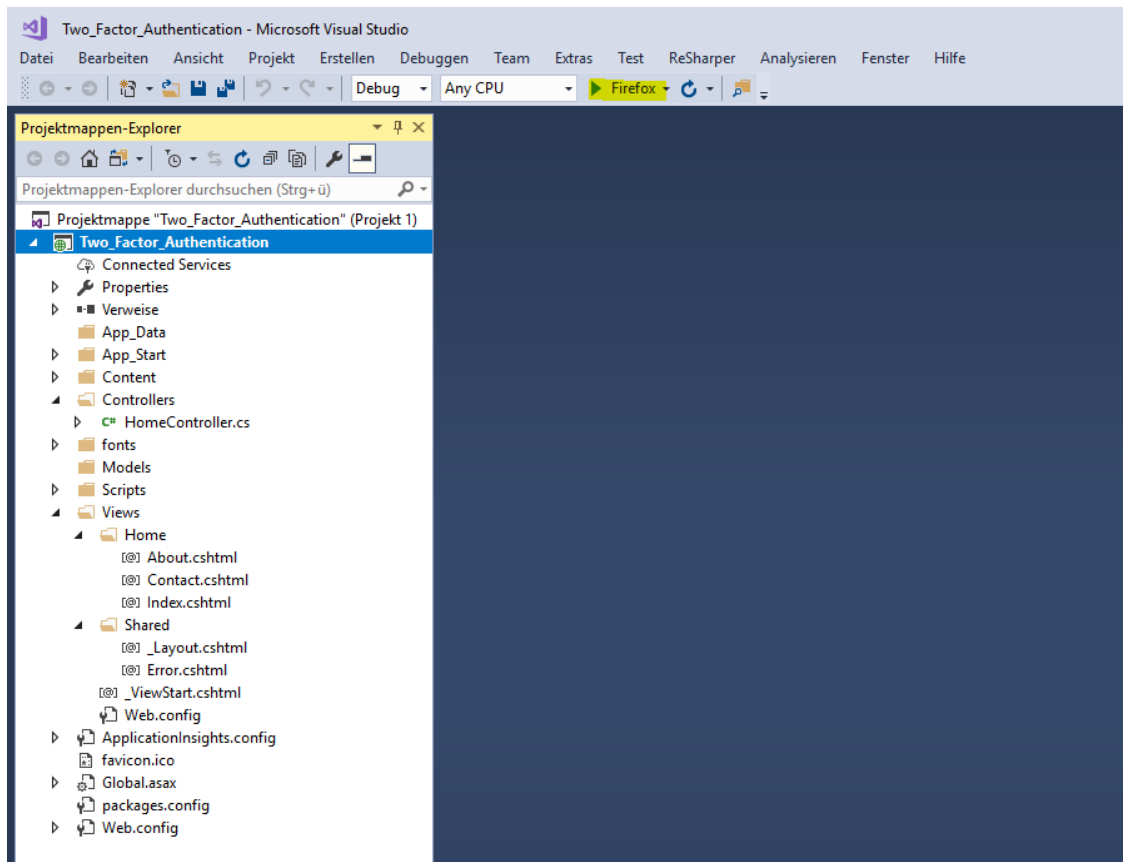 Two_Factor_Authentication - Microsoft Visual Studio
Datei Bearbeiten Ansicht Projekt Erstellen Debuggen Team Extras Test ReSharper Analysieren Fenster Hilfe
Debug Any CPU Firefox
Projektmappen-Explorer
Projektmappen-Explorer durchsuchen (Strg+ü)
Projektmappe "Two_Factor_Authentication" (Projekt 1)
Two_Factor_Authentication
Connected Services
Properties
Verweise
App_Data
App_Start
Content
Controllers
C# HomeController.cs
fonts
Models
Scripts
Views
Home
[@] About.cshtml
[@] Contact.cshtml
[@] Index.cshtml
Shared
[@] _Layout.cshtml
[@] Error.cshtml
[@] _ViewStart.cshtml
Web.config
ApplicationInsights.config
favicon.ico
Global.asax
packages.config
Web.config